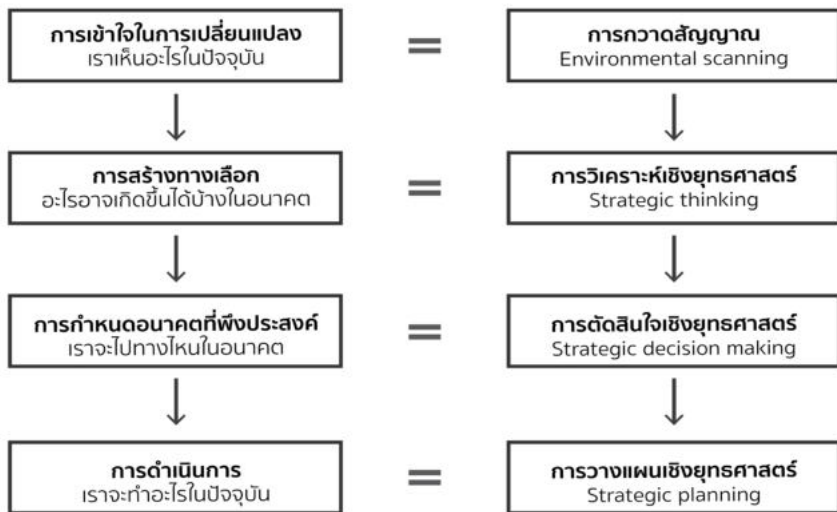 การเข้าใจในการเปลี่ยนแปลง
เราเห็นอะไรในปัจจุบัน
=
การกวาดสัญญาณ
Environmental scanning
การสร้างทางเลือก
อะไรอาจเกิดขึ้นได้บ้างในอนาคต
=
การวิเคราะห์เชิงยุทธศาสตร์
Strategic thinking
การกำหนดอนาคตที่พึงประสงค์
เราจะไปทางไหนในอนาคต
=
การตัดสินใจเชิงยุทธศาสตร์
Strategic decision making
การดำเนินการ
เราจะทำอะไรในปัจจุบัน
=
การวางแผนเชิงยุทธศาสตร์
Strategic planning